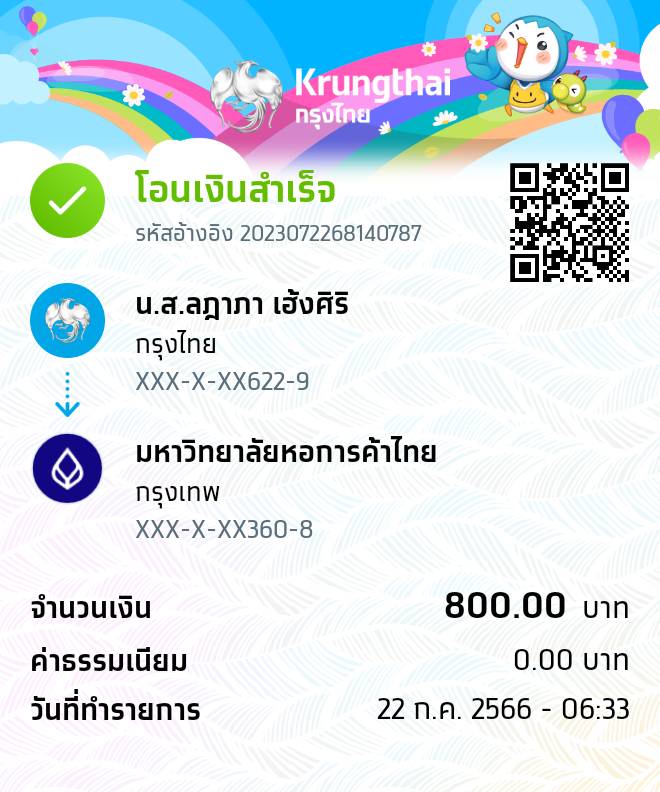 Krungthai
กรุงไทย
โอนเงินสำเร็จ
รหัสอ้างอิง 2023072268140787
น.ส.ลฎาภา เฮ้งศิริ
กรุงไทย
XXX-X-XX622-9
มหาวิทยาลัยหอการค้าไทย
กรุงเทพ
XXX-X-XX360-8
จำนวนเงิน 800.00 บาท
ค่าธรรมเนียม 0.00 บาท
วันที่ทำรายการ 22 ก.ค. 2566 - 06:33